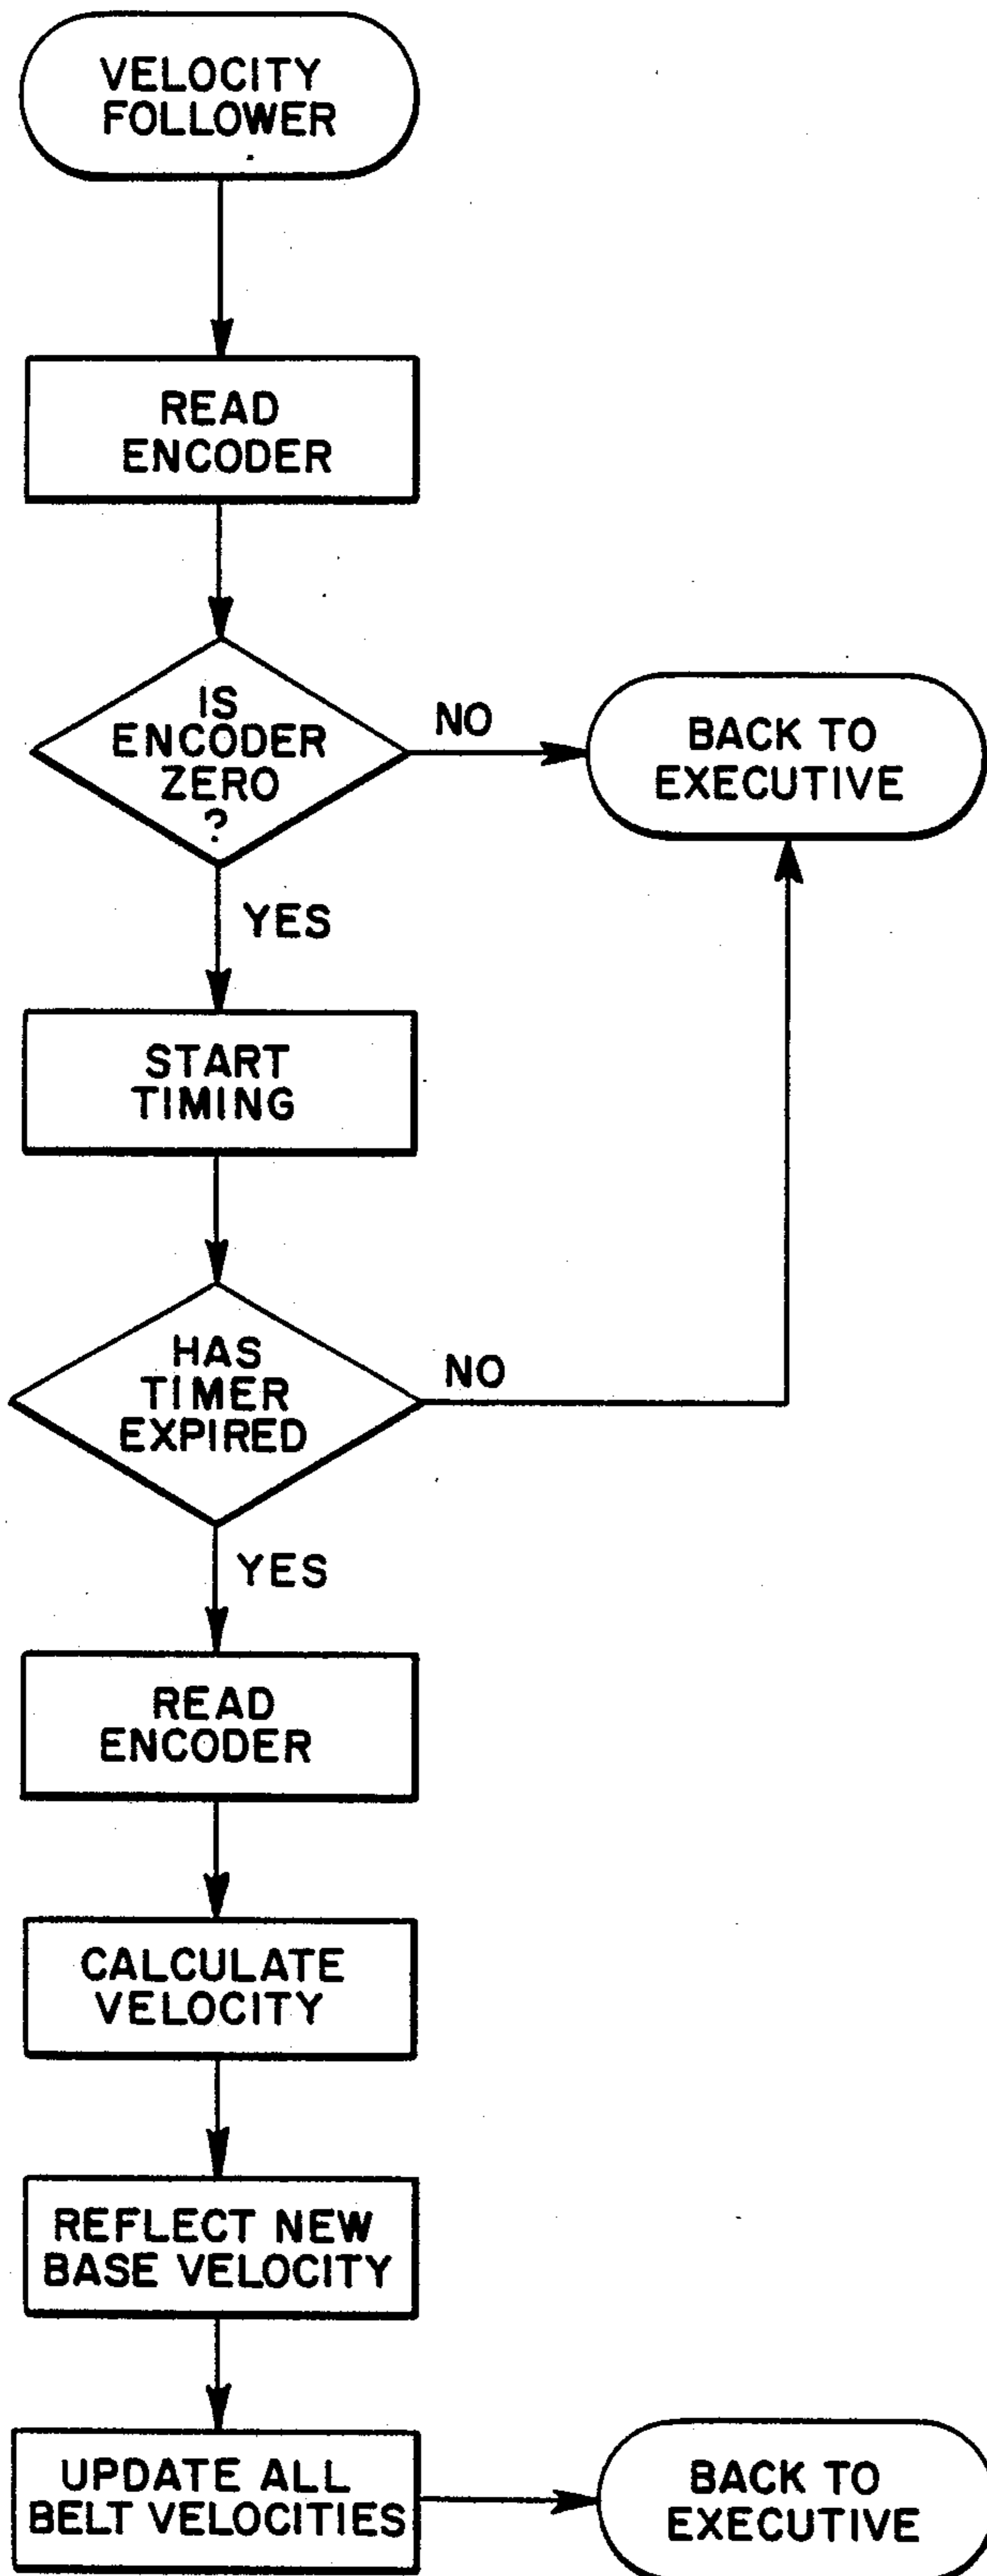 VELOCITY
FOLLOWER
READ
ENCODER
IS
ENCODER
ZERO
?
NO
BACK TO
EXECUTIVE
YES
START
TIMING
HAS
TIMER
EXPIRED
NO
YES
READ
ENCODER
CALCULATE
VELOCITY
REFLECT NEW
BASE VELOCITY
UPDATE ALL
BELT VELOCITIES
BACK TO
EXECUTIVE